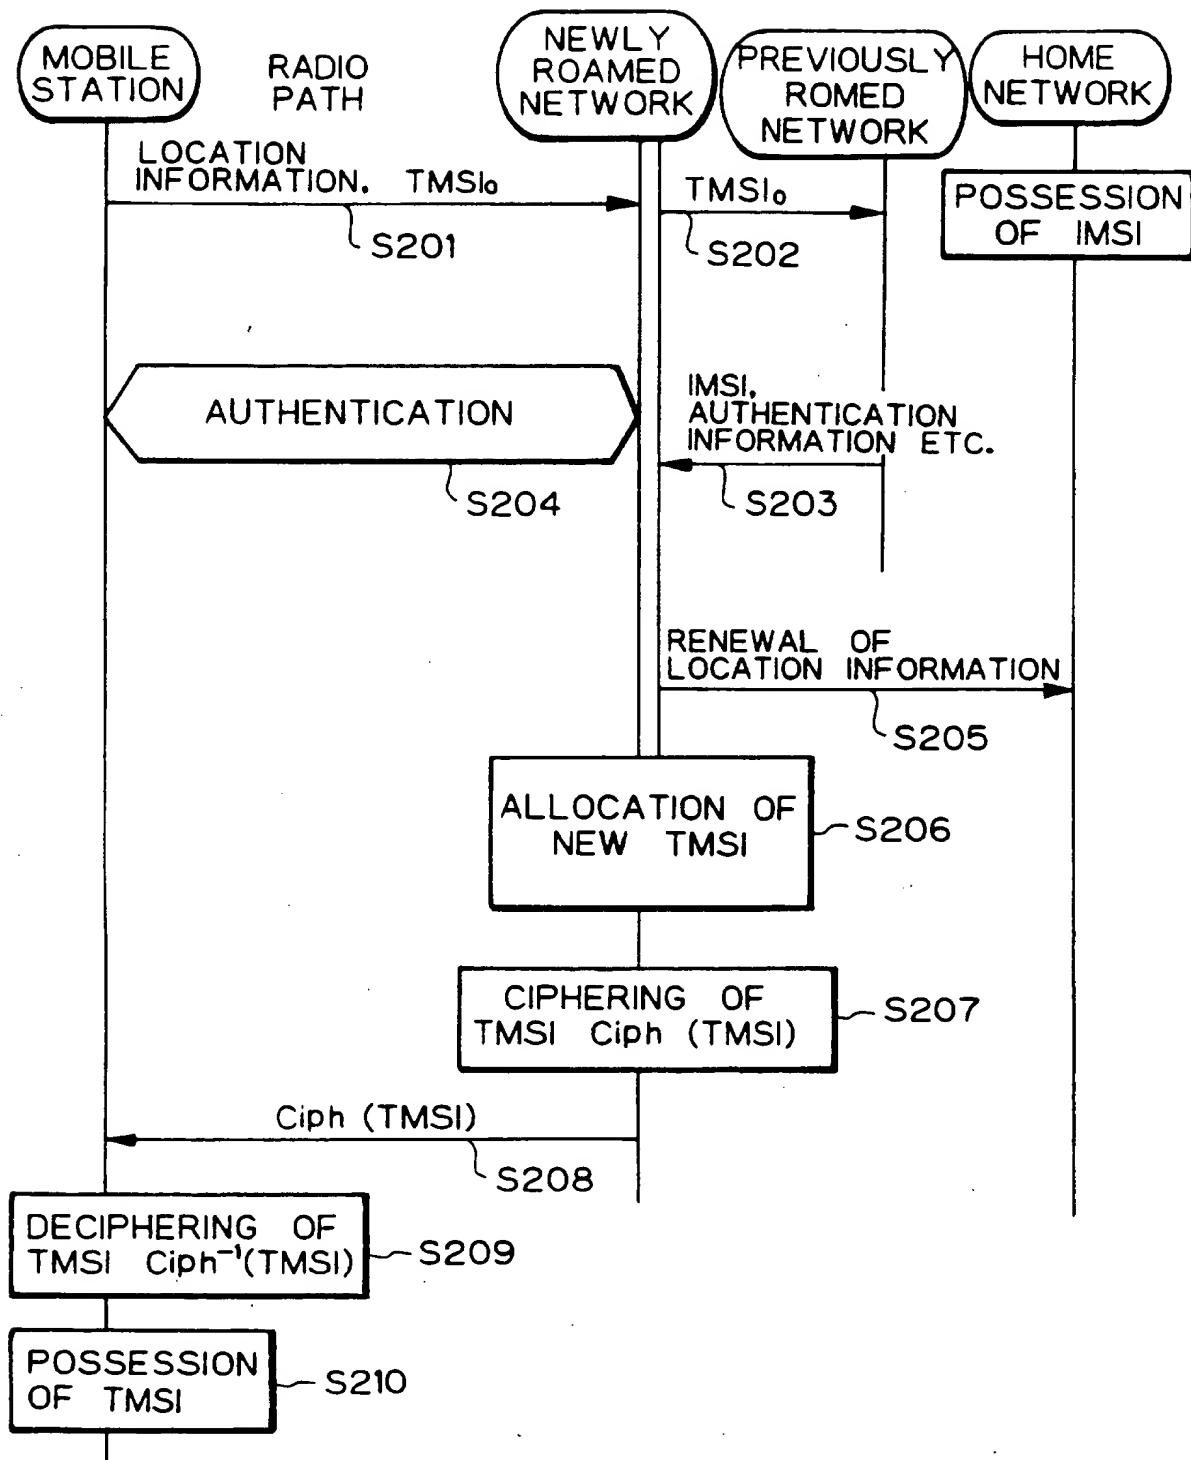 MOBILE
STATION
RADIO
PATH
NEWLY
ROAMED
NETWORK
PREVIOUSLY
ROMED
NETWORK
HOME
NETWORK
LOCATION
INFORMATION. TMSI₀
S201
TMSI₀
S202
POSSESSION
OF IMSI
AUTHENTICATION
S204
IMSI,
AUTHENTICATION
INFORMATION ETC.
S203
RENEWAL OF
LOCATION INFORMATION
S205
ALLOCATION OF
NEW TMSI
S206
CIPHERING OF
TMSI Ciph (TMSI)
S207
Ciph (TMSI)
S208
DECIPHERING OF
TMSI Ciph⁻¹(TMSI)
S209
POSSESSION
OF TMSI
S210